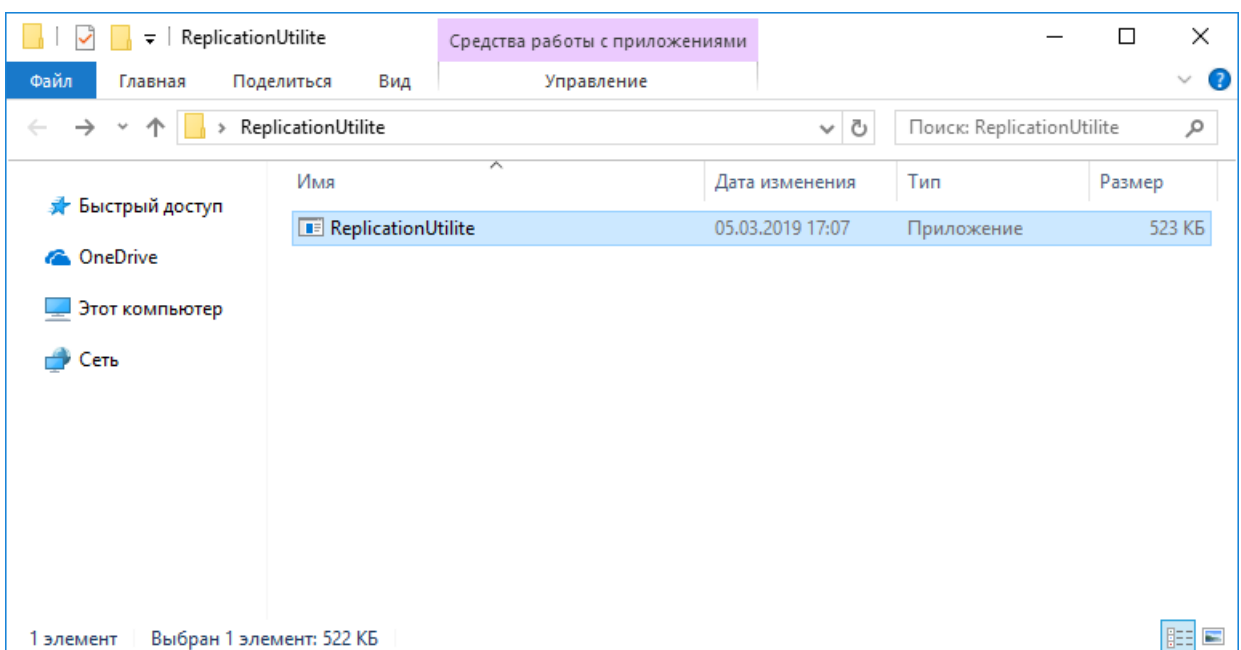 ReplicationUtilite
Средства работы с приложениями
Файл Главная Поделиться Вид Управление
ReplicationUtilite
Поиск: ReplicationUtilite
Имя Дата изменения Тип Размер
Быстрый доступ
ReplicationUtilite 05.03.2019 17:07 Приложение 523 КБ
OneDrive
Этот компьютер
Сеть
1 элемент Выбран 1 элемент: 522 КБ